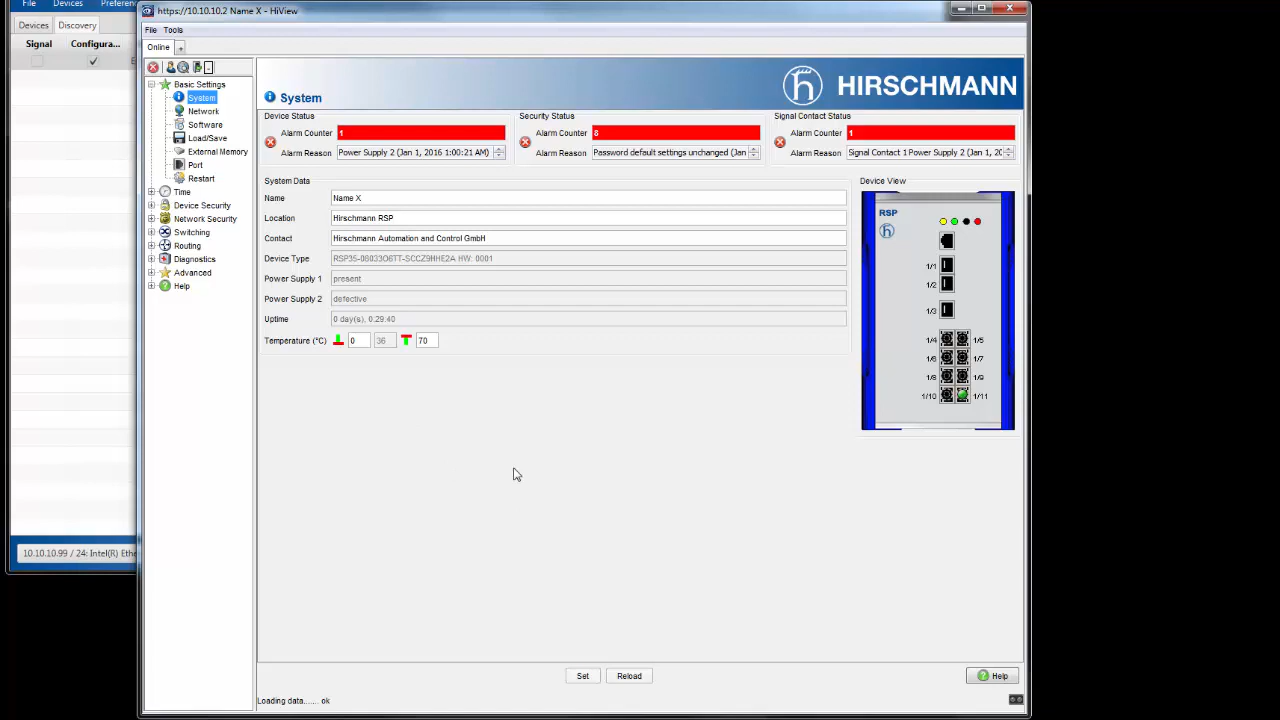 File Devices Preferen
Devices Discovery
Signal Configura...
10.10.10.99 / 24: Intel(R) Ethe
https://10.10.10.2 Name X - HiView
File Tools
Online +
Basic Settings
System
Network
Software
Load/Save
External Memory
Port
Restart
Time
Device Security
Network Security
Switching
Routing
Diagnostics
Advanced
Help
System
HIRSCHMANN
Device Status
Alarm Counter 1
Alarm Reason Power Supply 2 (Jan 1, 2016 1:00:21 AM)
Security Status
Alarm Counter 8
Alarm Reason Password default settings unchanged (Jan
Signal Contact Status
Alarm Counter 1
Alarm Reason Signal Contact 1 Power Supply 2 (Jan 1, 20
System Data
Name Name X
Location Hirschmann RSP
Contact Hirschmann Automation and Control GmbH
Device Type RSP35-08033O6TT-SCCZ9HHE2A HW: 0001
Power Supply 1 present
Power Supply 2 defective
Uptime 0 day(s), 0:29:40
Temperature (°C) 0 36 70
Device View
RSP
1/1
1/2
1/3
1/4 1/5
1/6 1/7
1/8 1/9
1/10 1/11
Set Reload Help
Loading data....... ok